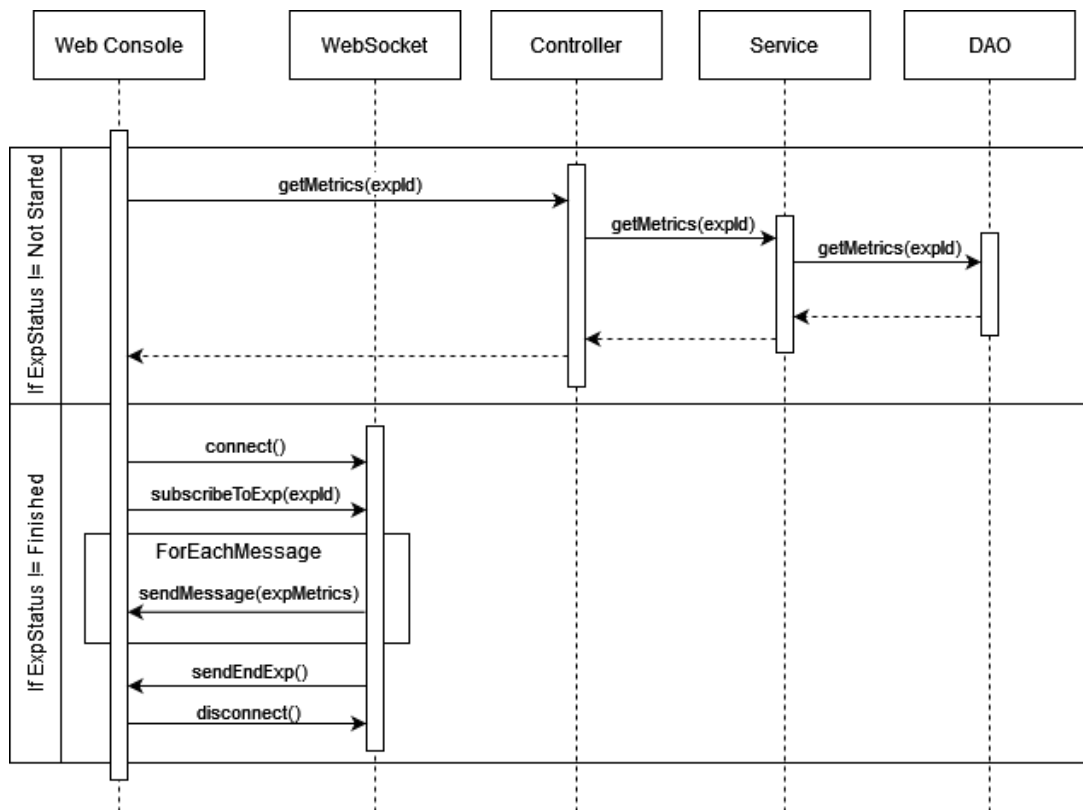 Web Console
WebSocket
Controller
Service
DAO
If ExpStatus != Not Started
getMetrics(expId)
getMetrics(expId)
getMetrics(expId)
If ExpStatus != Finished
connect()
subscribeToExp(expId)
ForEachMessage
sendMessage(expMetrics)
sendEndExp()
disconnect()